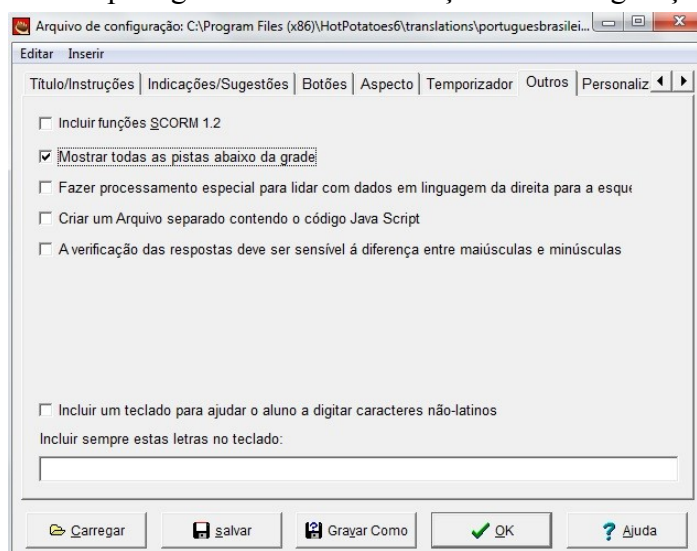 Arquivo de configuração: C:\Program Files (x86)\HotPotatoes6\translations\portuguesbrasilei...
Editar Inserir
Título/Instruções Indicações/Sugestões Botões Aspecto Temporizador Outros Personaliz
Incluir funções SCORM 1.2
Mostrar todas as pistas abaixo da grade
Fazer processamento especial para lidar com dados em linguagem da direita para a esque
Criar um Arquivo separado contendo o código Java Script
A verificação das respostas deve ser sensível á diferença entre maiúsculas e minúsculas
Incluir um teclado para ajudar o aluno a digitar caracteres não-latinos
Incluir sempre estas letras no teclado:
Carregar salvar Gravar Como OK Ajuda